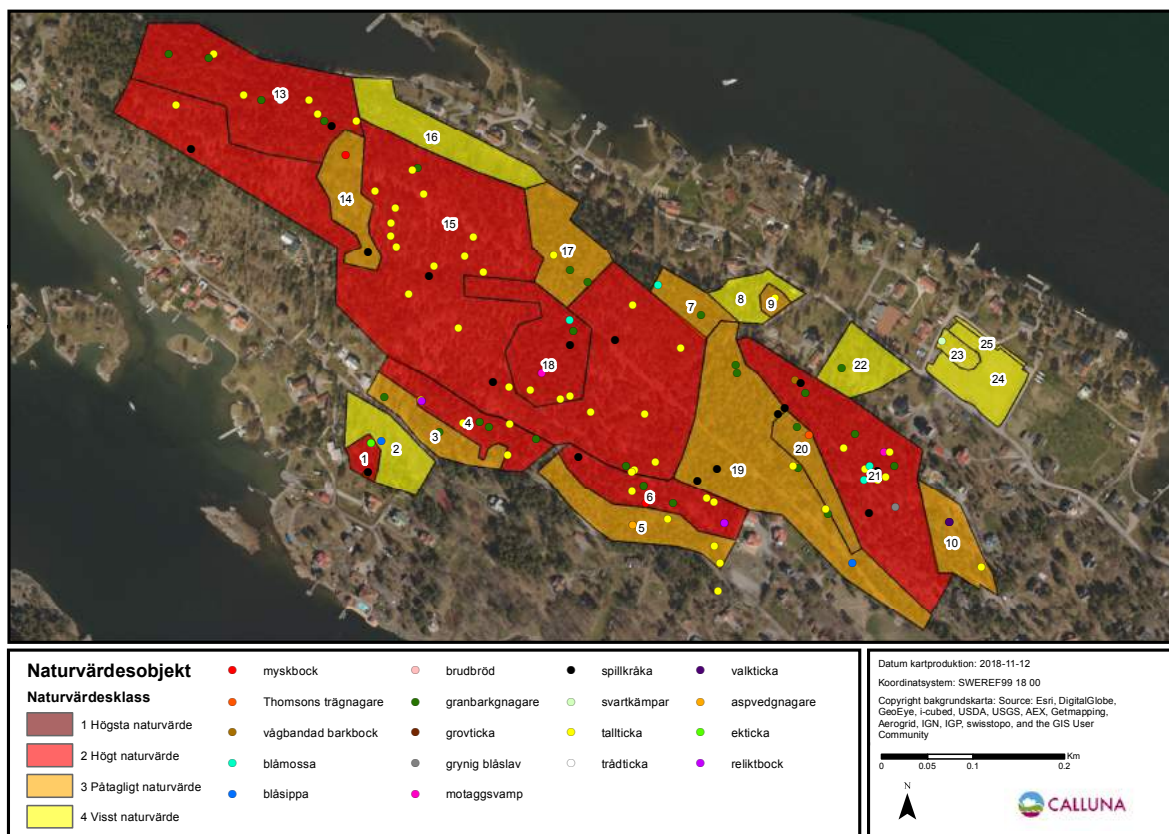 13
16
14
15
17
7
8
9
25
23
22
24
18
4
3
2
1
20
19
21
6
5
10
Naturvärdesobjekt
Naturvärdesklass
1 Högsta naturvärde
2 Högt naturvärde
3 Påtagligt naturvärde
4 Visst naturvärde
myskbock
Thomsons trägnagare
vågbandad barkbock
blåmossa
blåsippa
brudbröd
granbarkgnagare
grovticka
grynig blåslav
motaggsvamp
spillkråka
svartkämpar
tallticka
trådticka
valkticka
aspvedgnagare
ekticka
reliktbock
Datum kartproduktion: 2018-11-12
Koordinatsystem: SWEREF99 18 00
Copyright bakgrundskarta: Source: Esri, DigitalGlobe,
GeoEye, i-cubed, USDA, USGS, AEX, Getmapping,
Aerogrid, IGN, IGP, swisstopo, and the GIS User
Community
Km
0 0.05 0.1 0.2
N
CALLUNA